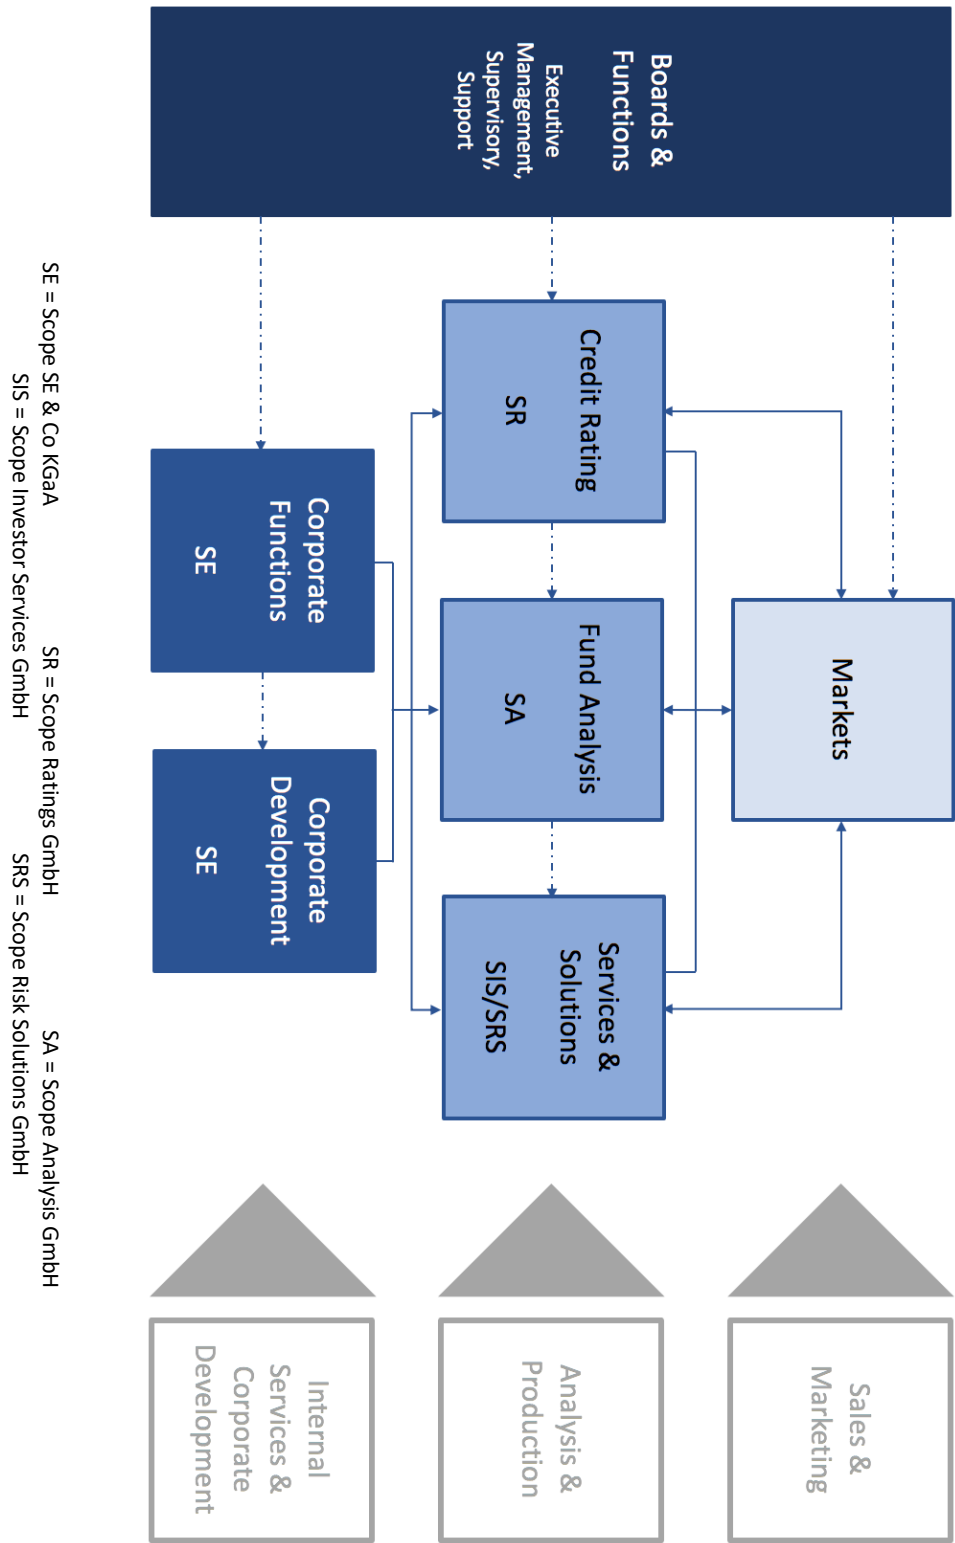 Boards &
Functions
Executive
Management,
Supervisory,
Support
Markets
Sales &
Marketing
Credit Rating
SR
Fund Analysis
SA
Services &
Solutions
SIS/SRS
Analysis &
Production
Corporate
Functions
SE
Corporate
Development
SE
Internal
Services &
Corporate
Development
SE = Scope SE & Co KGaA SR = Scope Ratings GmbH SA = Scope Analysis GmbH
SIS = Scope Investor Services GmbH SRS = Scope Risk Solutions GmbH